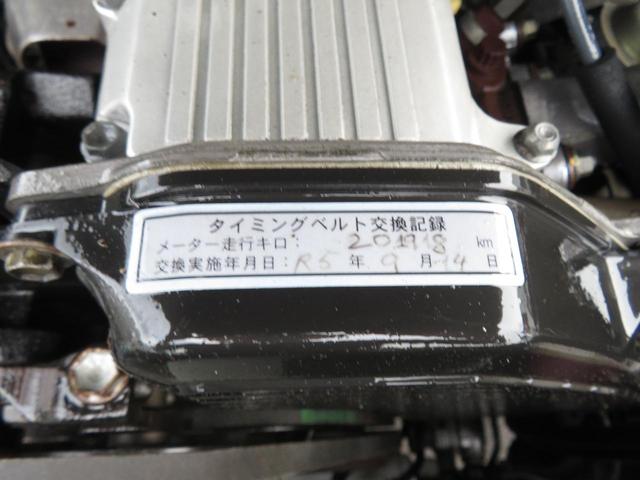 タイミングベルト交換記録
メーター走行キロ: 201918 km
交換実施年月日: R5 年 9 月 14 日